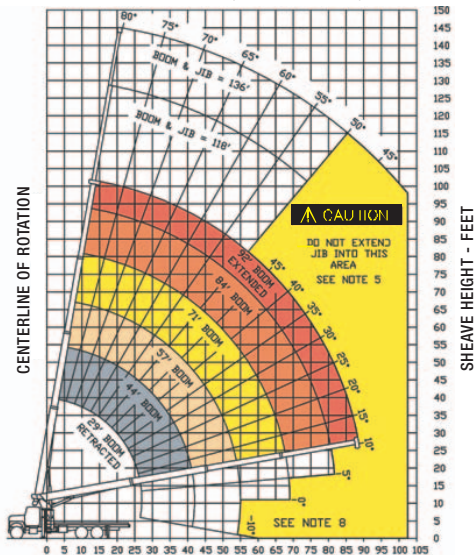 80°
75°
70°
65°
60°
55°
50°
45°
BOOM & JIB = 136'
BOOM & JIB = 118'
150
145
140
135
130
125
120
115
110
105
100
95
90
85
80
75
70
65
60
55
50
45
40
35
30
25
20
15
10
5
0
SHEAVE HEIGHT - FEET
CENTERLINE OF ROTATION
CAUTION
DO NOT EXTEND
JIB INTO THIS
AREA
SEE NOTE 5
92' BOOM
EXTENDED
84' BOOM
71' BOOM
57' BOOM
44' BOOM
29' BOOM
RETRACTED
45°
40°
35°
30°
25°
20°
15°
10°
5°
0°
-10°
SEE NOTE 8
0 5 10 15 20 25 30 35 40 45 50 55 60 65 70 75 80 85 90 95 105